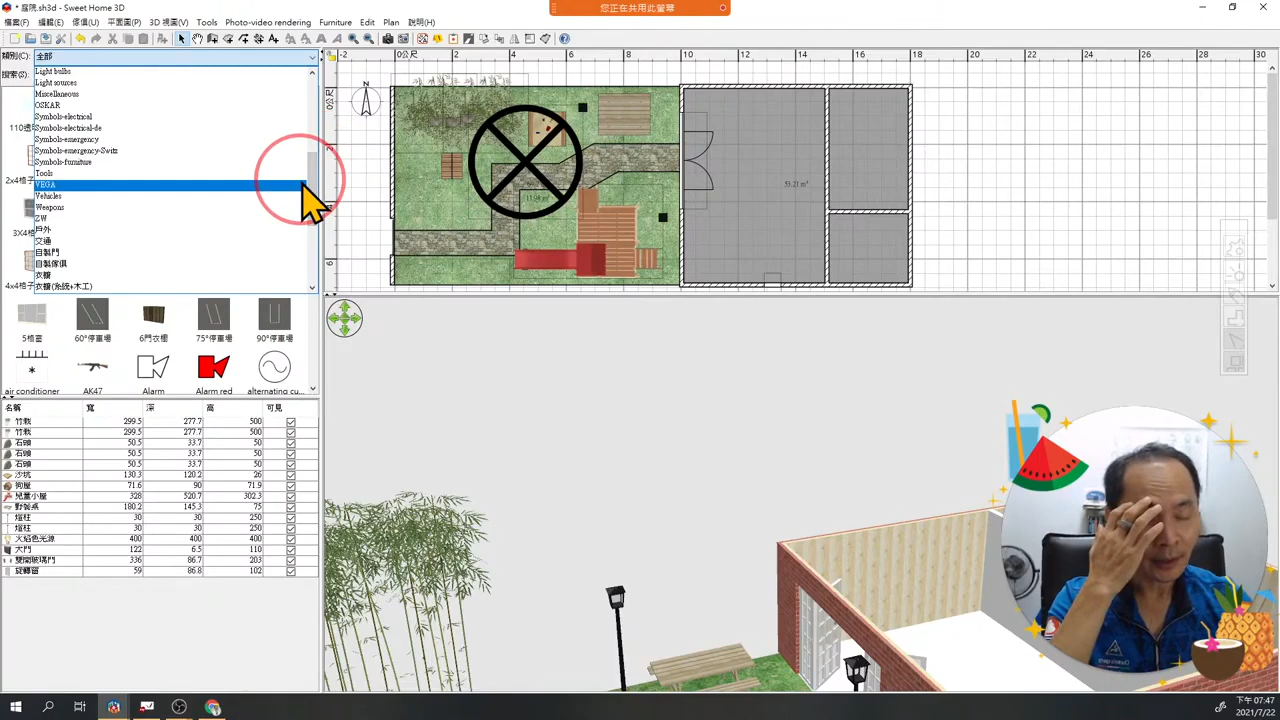 * 庭院.sh3d - Sweet Home 3D
您正在共用此螢幕
檔案(F) 編輯(E) 傢俱(U) 平面圖(P) 3D 視圖(V) Tools Photo-video rendering Furniture Edit Plan 說明(H)
類別(C): 全部
搜索(S):
Light bulbs
Light sources
Miscellaneous
OSKAR
Symbols-electrical
Symbols-electrical-de
Symbols-emergency
Symbols-emergency-Switz
Symbols-furniture
Tools
VEGA
Vehicles
Weapons
ZW
戶外
交通
自製門
自製傢俱
衣櫃
衣櫃(系統+木工)
5格窗 60°停車場 6門衣櫃 75°停車場 90°停車場
air conditioner AK47 Alarm Alarm red alternating cu...
-2 0公尺 2 4 6 8 10 12 14 16 18 20 22 24 26 28 30
N
11.98 m²
53.21 m²
名稱 寬 深 高 可見
竹栽 299.5 277.7 500
竹栽 299.5 277.7 500
石頭 50.5 33.7 50
石頭 50.5 33.7 50
石頭 50.5 33.7 50
沙坑 130.3 120.2 26
狗屋 71.6 90 71.9
兒童小屋 328 520.7 302.3
野餐桌 180.2 145.3 75
燈柱 30 30 250
燈柱 30 30 250
火焰色光源 400 400 400
大門 122 6.5 110
雙開玻璃門 336 86.7 203
旋轉窗 59 86.8 102
下午 07:47
2021/7/22